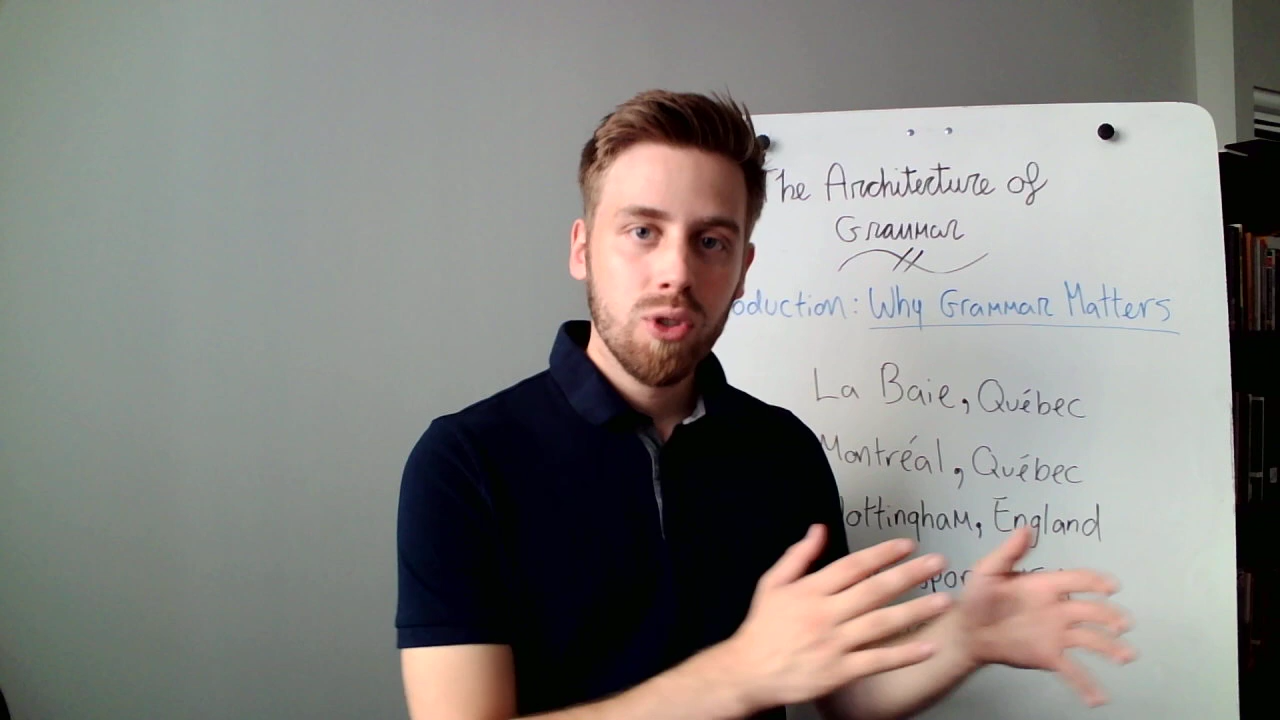 The Architecture of
Grammar
oduction: Why Grammar Matters
La Baie, Québec
Montréal, Québec
ottingham, England